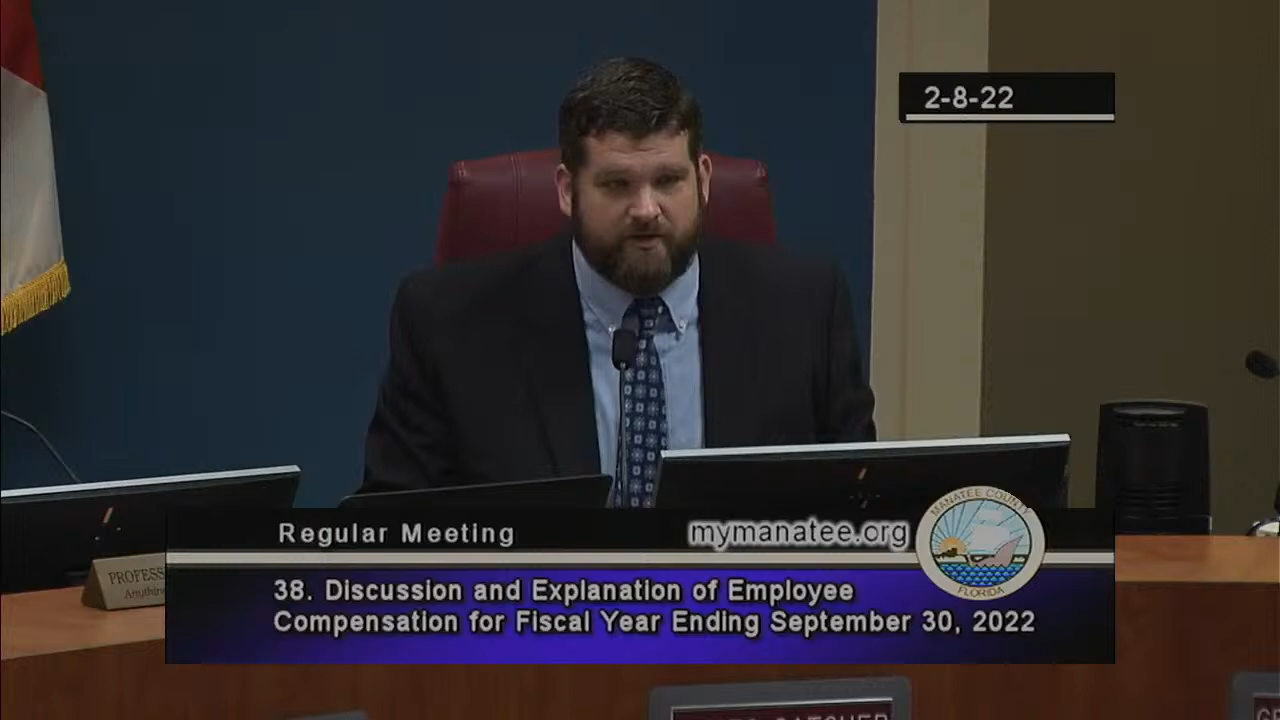 2-8-22
Regular Meeting
mymanatee.org
MANATEE COUNTY
FLORIDA
38. Discussion and Explanation of Employee
Compensation for Fiscal Year Ending September 30, 2022